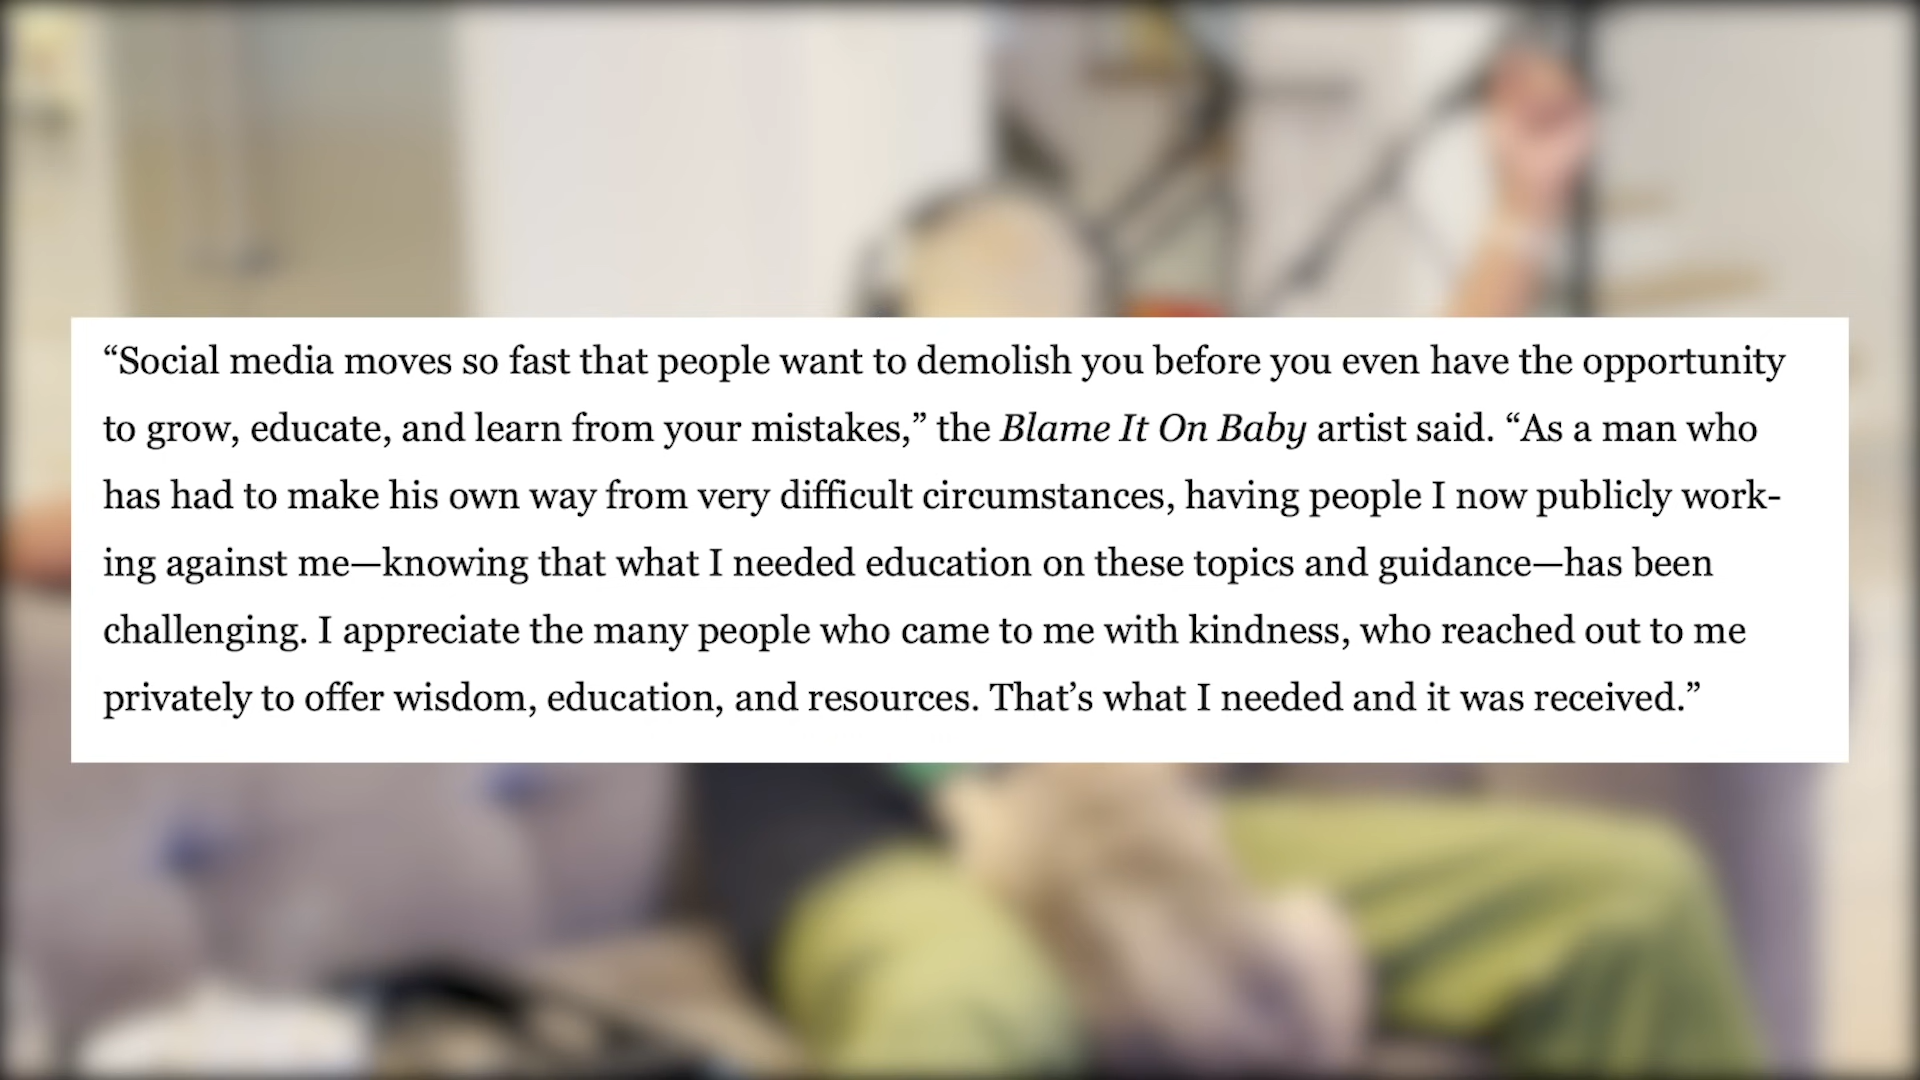 “Social media moves so fast that people want to demolish you before you even have the opportunity
to grow, educate, and learn from your mistakes,” the Blame It On Baby artist said. “As a man who
has had to make his own way from very difficult circumstances, having people I now publicly work-
ing against me—knowing that what I needed education on these topics and guidance—has been
challenging. I appreciate the many people who came to me with kindness, who reached out to me
privately to offer wisdom, education, and resources. That’s what I needed and it was received.”